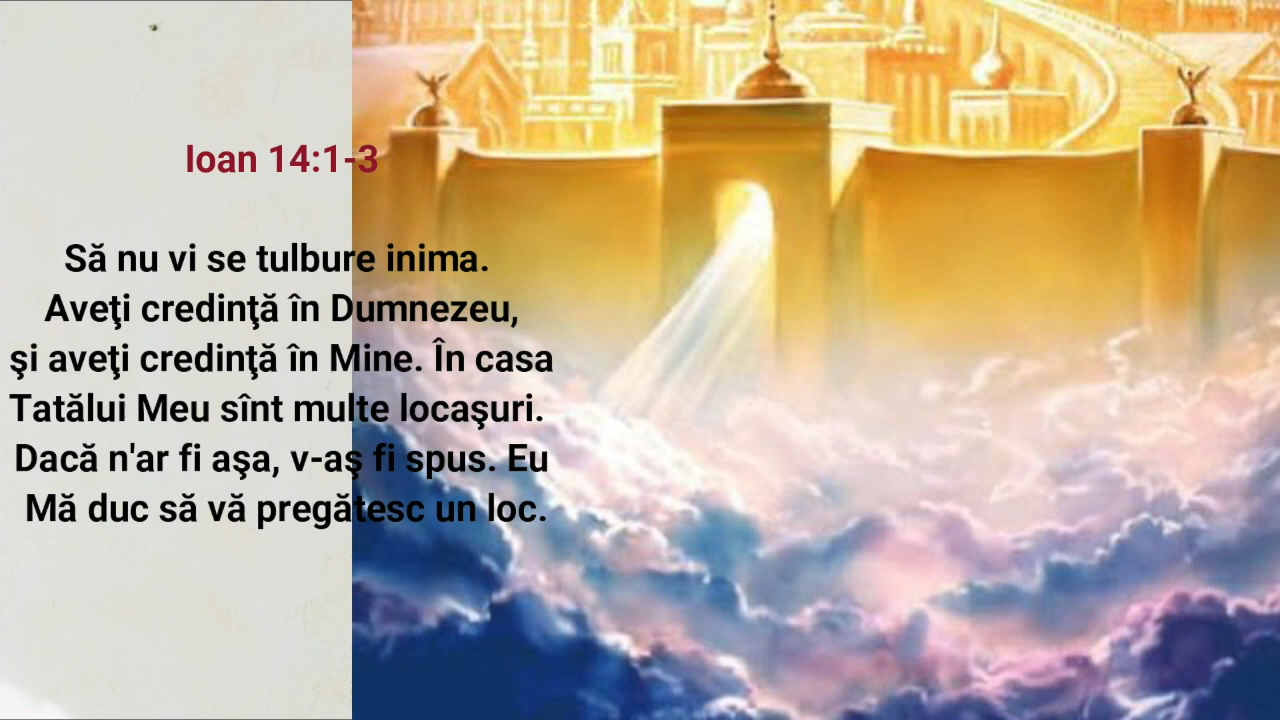 Ioan 14:1-3
Să nu vi se tulbure inima.
Aveţi credinţă în Dumnezeu,
şi aveţi credinţă în Mine. În casa
Tatălui Meu sînt multe locaşuri.
Dacă n'ar fi aşa, v-aş fi spus. Eu
Mă duc să vă pregătesc un loc.